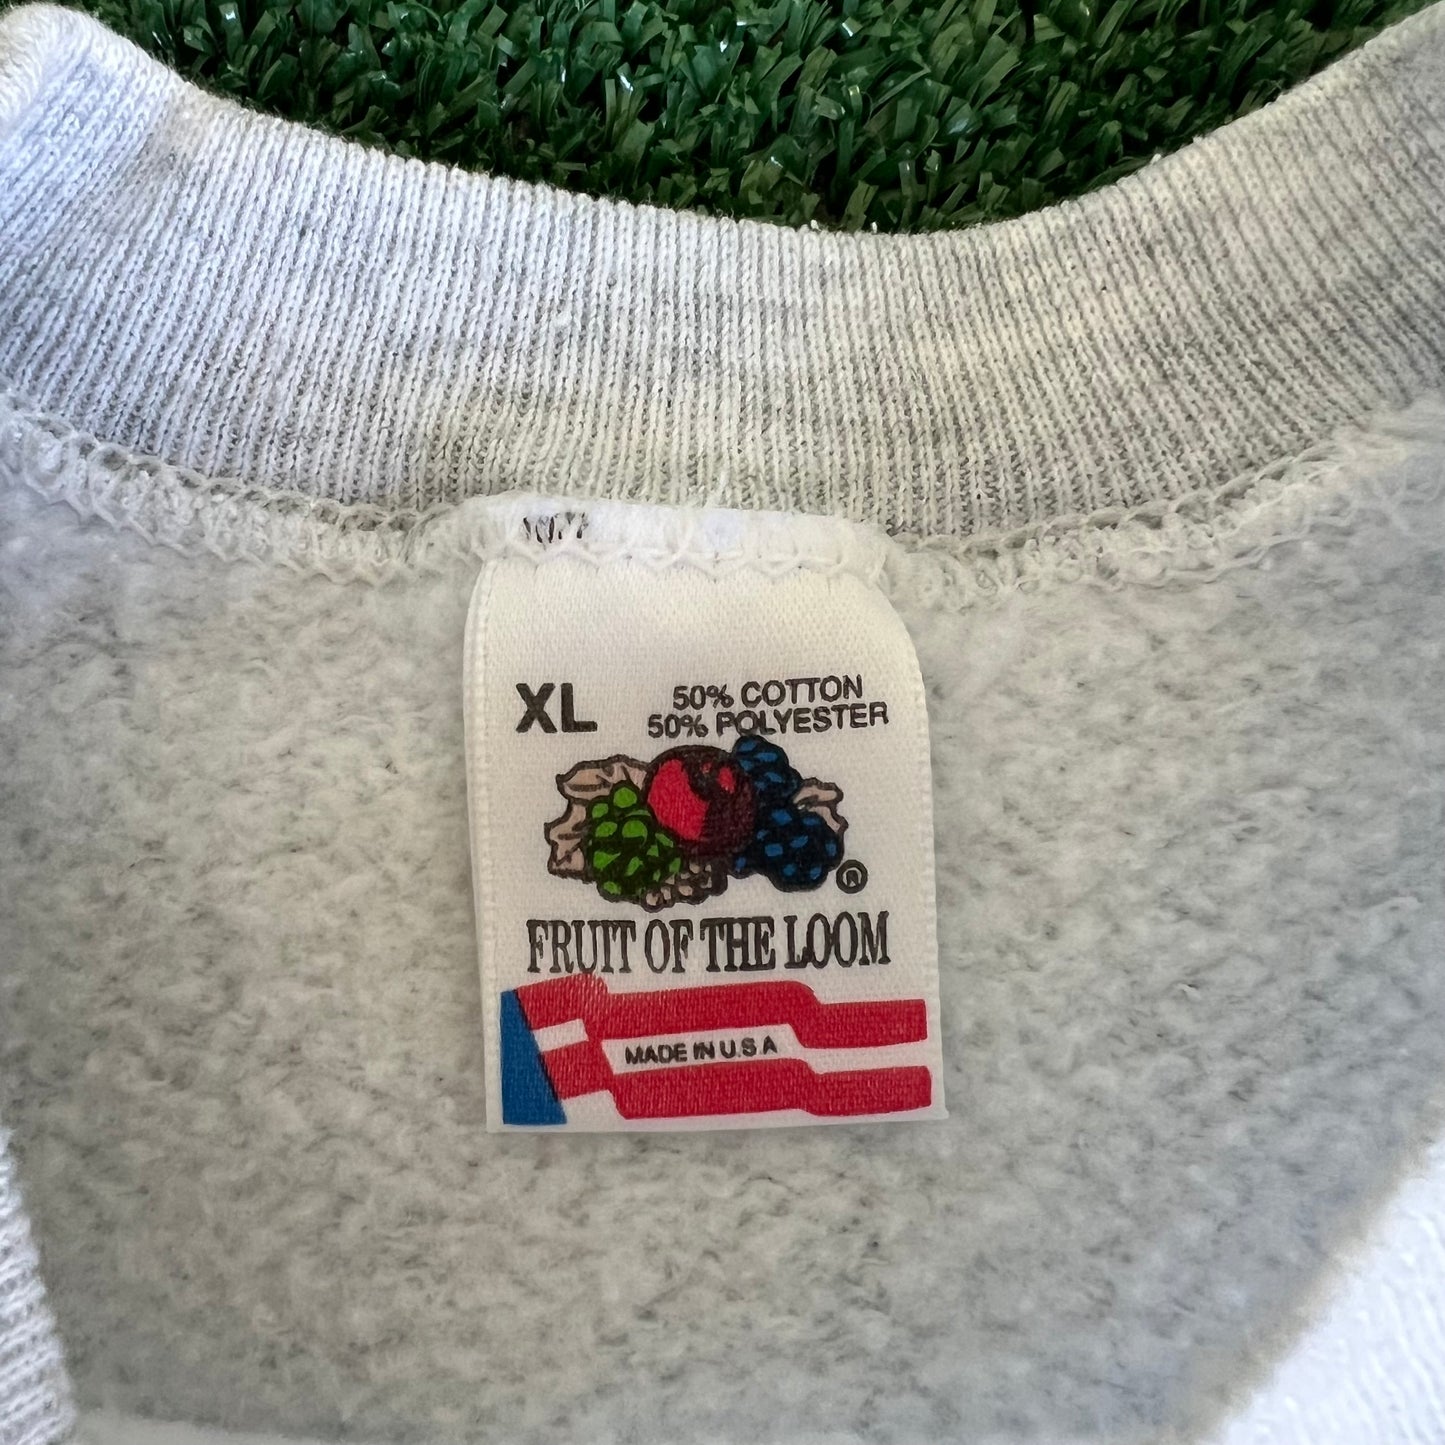 XL
50% COTTON
50% POLYESTER
®
FRUIT OF THE LOOM
MADE IN U.S.A